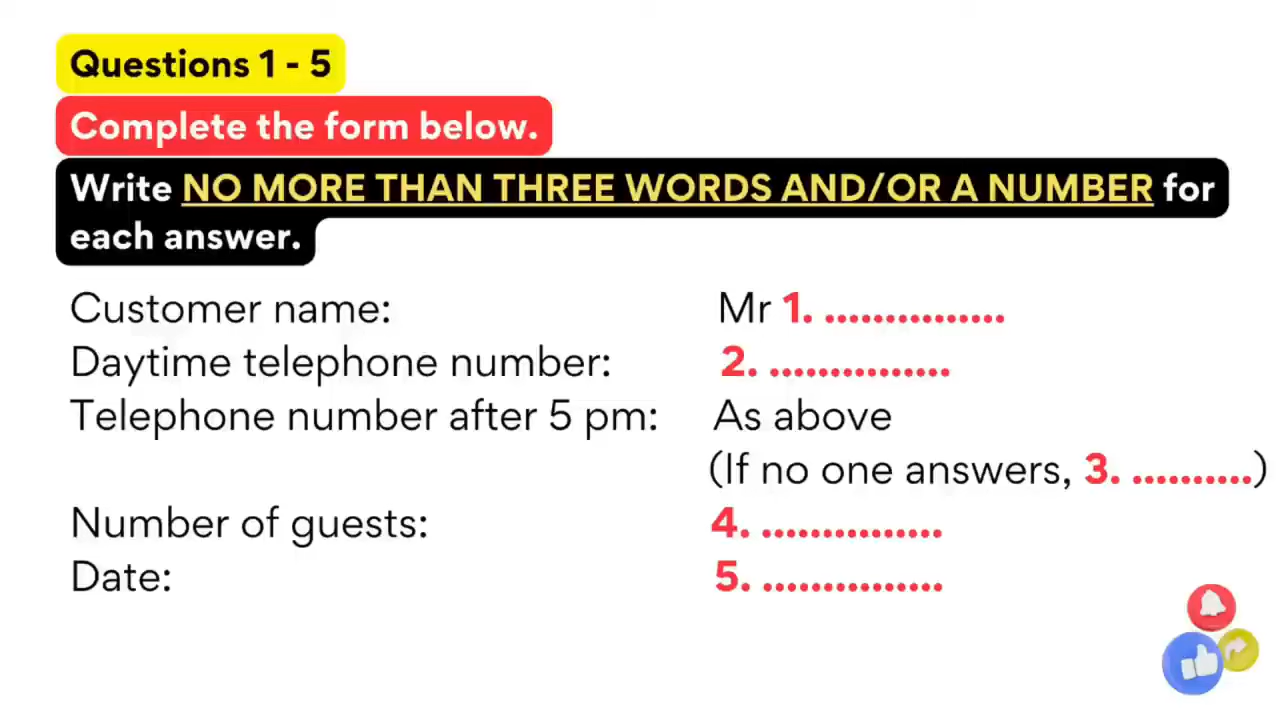 Questions 1 - 5
Complete the form below.
Write NO MORE THAN THREE WORDS AND/OR A NUMBER for
each answer.
Customer name: Mr 1. ...............
Daytime telephone number: 2. ...............
Telephone number after 5 pm: As above
(If no one answers, 3. ..........)
Number of guests: 4. ...............
Date: 5. ...............